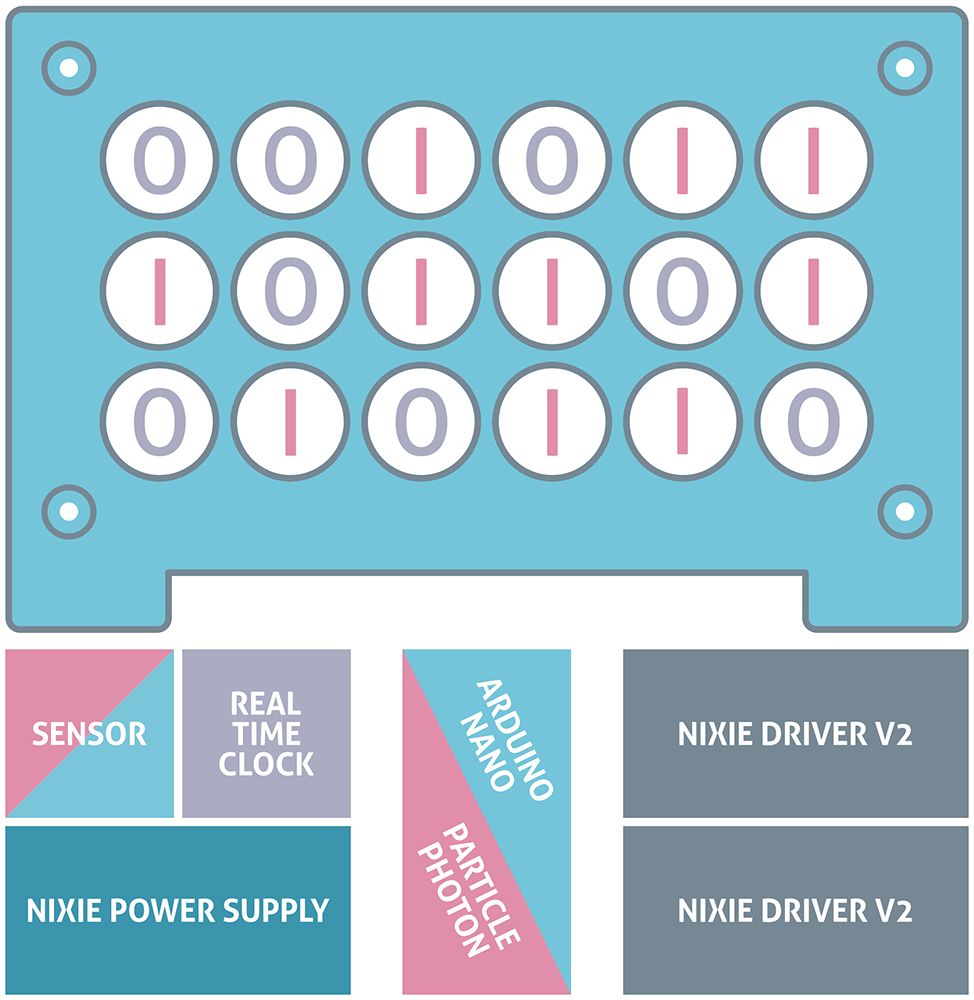 0 0 1 0 1 1
1 0 1 1 0 1
0 1 0 1 1 0
SENSOR
REAL
TIME
CLOCK
NIXIE POWER SUPPLY
ARDUINO
NANO
PARTICLE
PHOTON
NIXIE DRIVER V2
NIXIE DRIVER V2